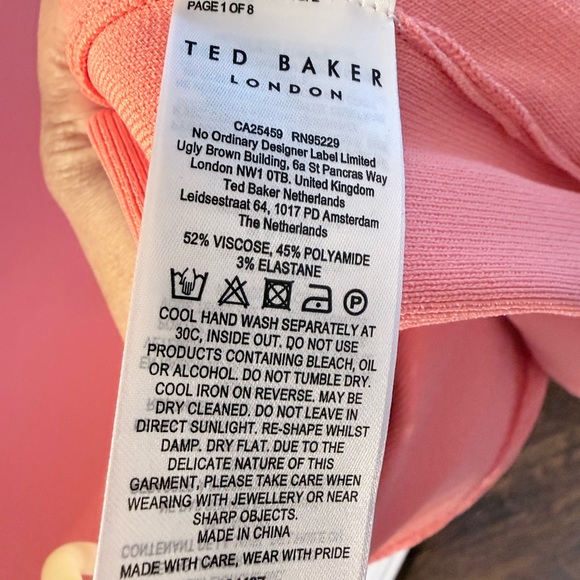 PAGE 1 OF 8
TED BAKER
LONDON
CA25459 RN95229
No Ordinary Designer Label Limited
Ugly Brown Building, 6a St Pancras Way
London NW1 0TB, United Kingdom
Ted Baker Netherlands
Leidsestraat 64, 1017 PD Amsterdam
The Netherlands
52% VISCOSE, 45% POLYAMIDE
3% ELASTANE
P
COOL HAND WASH SEPARATELY AT
30C, INSIDE OUT. DO NOT USE
PRODUCTS CONTAINING BLEACH, OIL
OR ALCOHOL. DO NOT TUMBLE DRY.
COOL IRON ON REVERSE. MAY BE
DRY CLEANED. DO NOT LEAVE IN
DIRECT SUNLIGHT. RE-SHAPE WHILST
DAMP. DRY FLAT. DUE TO THE
DELICATE NATURE OF THIS
GARMENT, PLEASE TAKE CARE WHEN
WEARING WITH JEWELLERY OR NEAR
SHARP OBJECTS.
MADE IN CHINA
MADE WITH CARE, WEAR WITH PRIDE